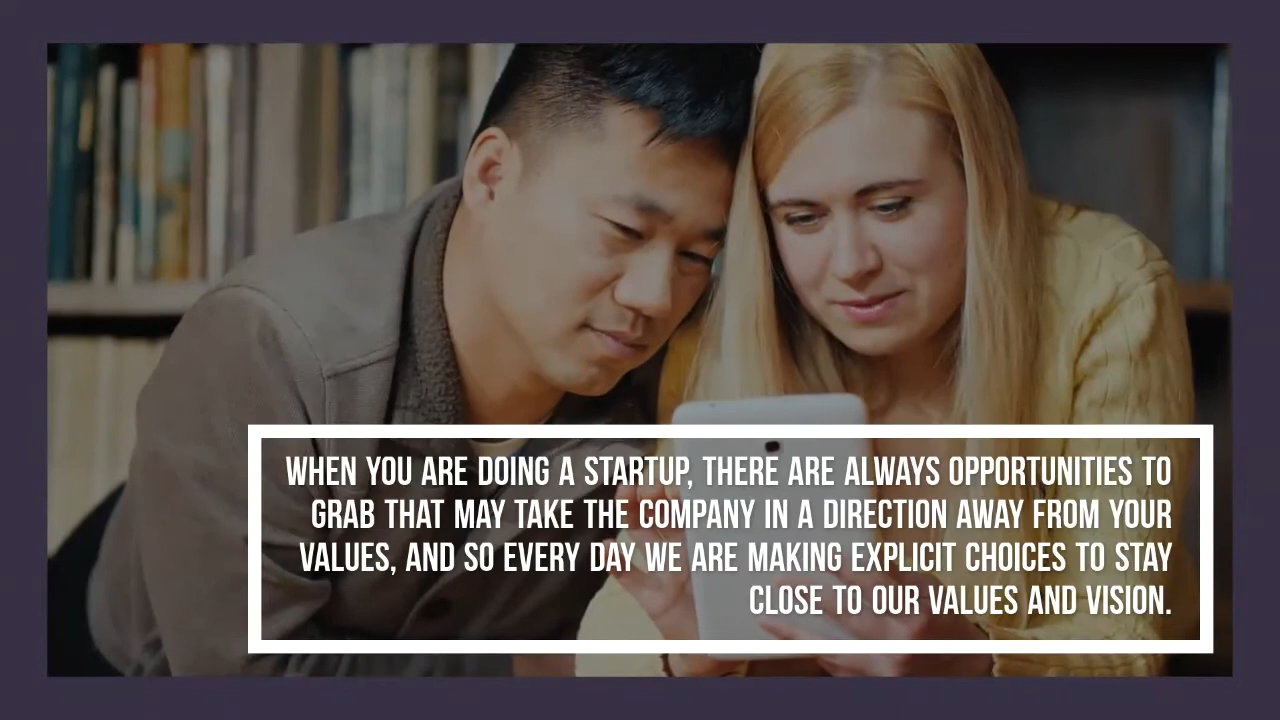 WHEN YOU ARE DOING A STARTUP, THERE ARE ALWAYS OPPORTUNITIES TO
GRAB THAT MAY TAKE THE COMPANY IN A DIRECTION AWAY FROM YOUR
VALUES, AND SO EVERY DAY WE ARE MAKING EXPLICIT CHOICES TO STAY
CLOSE TO OUR VALUES AND VISION.